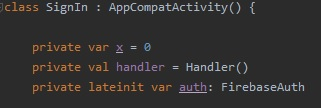 class SignIn : AppCompatActivity() {
private var x = 0
private val handler = Handler()
private lateinit var auth: FirebaseAuth